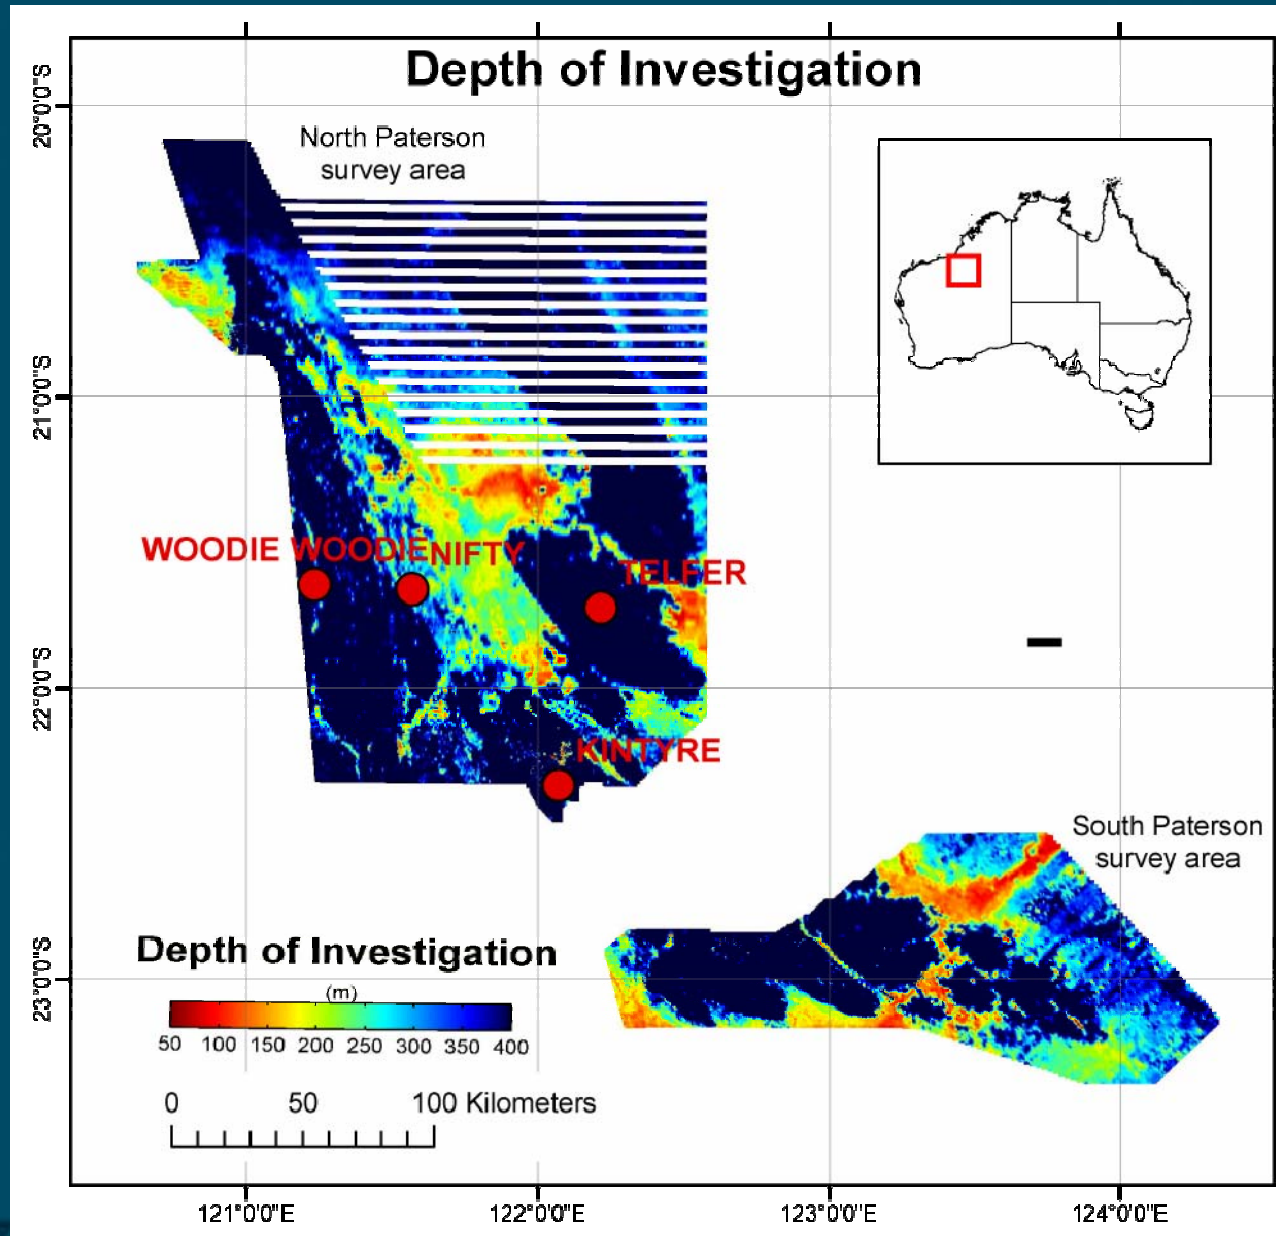 Depth of Investigation
North Paterson
survey area
20°0'0"S
21°0'0"S
22°0'0"S
23°0'0"S
WOODIE WOODIE
NIFTY
TELFER
KINTYRE
South Paterson
survey area
Depth of Investigation
(m)
50 100 150 200 250 300 350 400
0 50 100 Kilometers
121°0'0"E 122°0'0"E 123°0'0"E 124°0'0"E